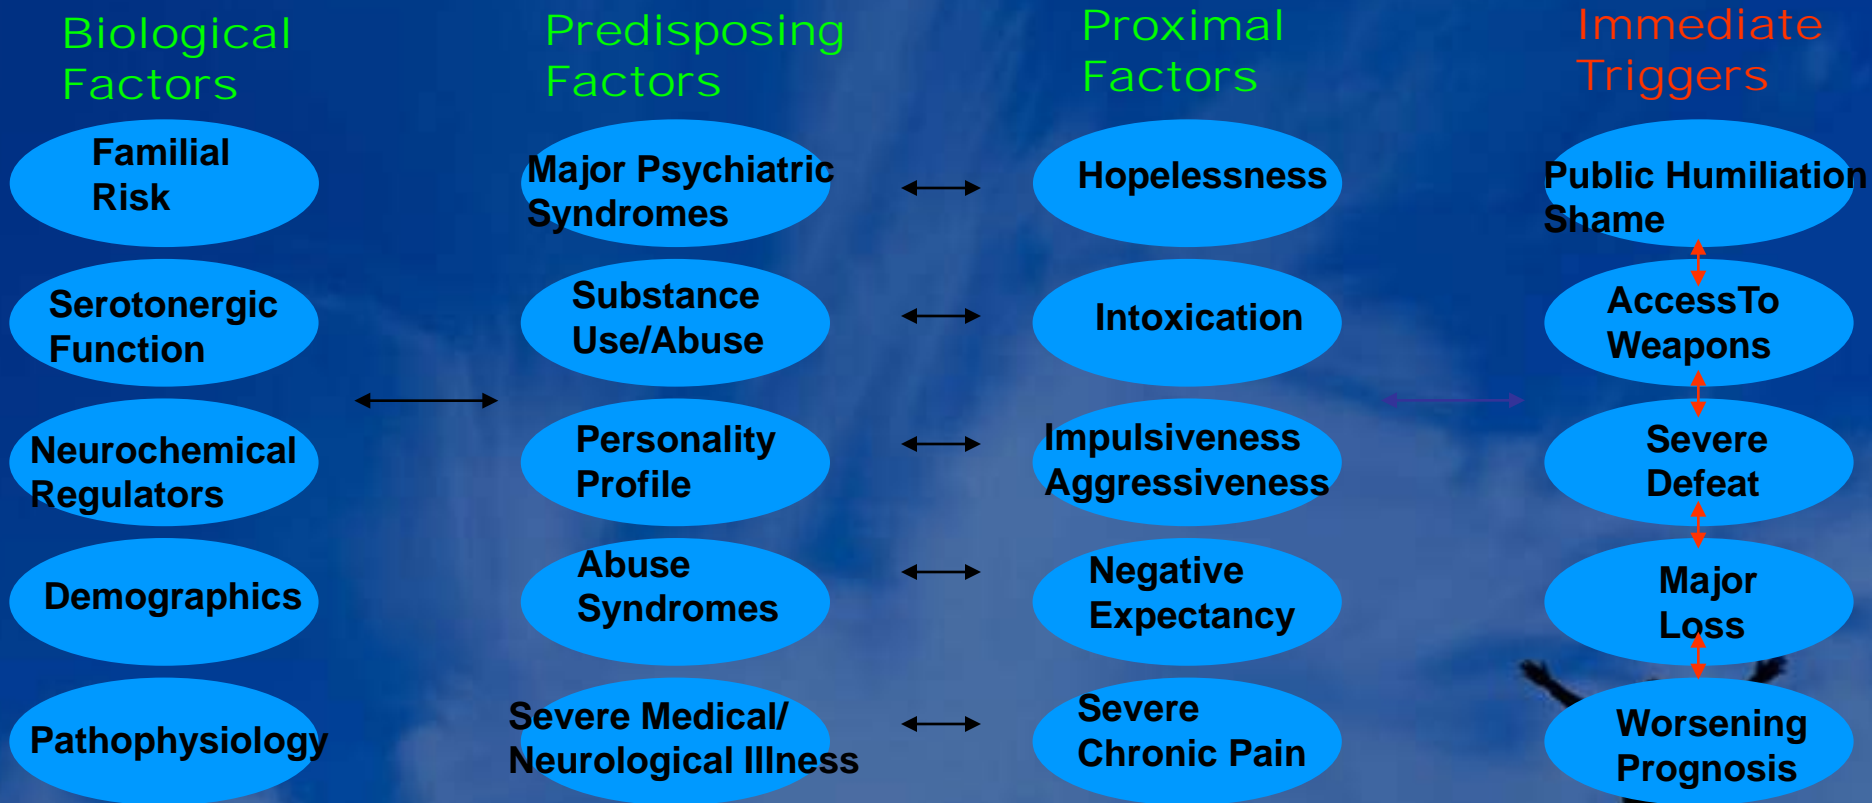 Biological
Factors
Familial
Risk
Serotonergic
Function
Neurochemical
Regulators
Demographics
Pathophysiology
Predisposing
Factors
Major Psychiatric
Syndromes
Substance
Use/Abuse
Personality
Profile
Abuse
Syndromes
Severe Medical/
Neurological Illness
Proximal
Factors
Hopelessness
Intoxication
Impulsiveness
Aggressiveness
Negative
Expectancy
Severe
Chronic Pain
Immediate
Triggers
Public Humiliation
Shame
AccessTo
Weapons
Severe
Defeat
Major
Loss
Worsening
Prognosis